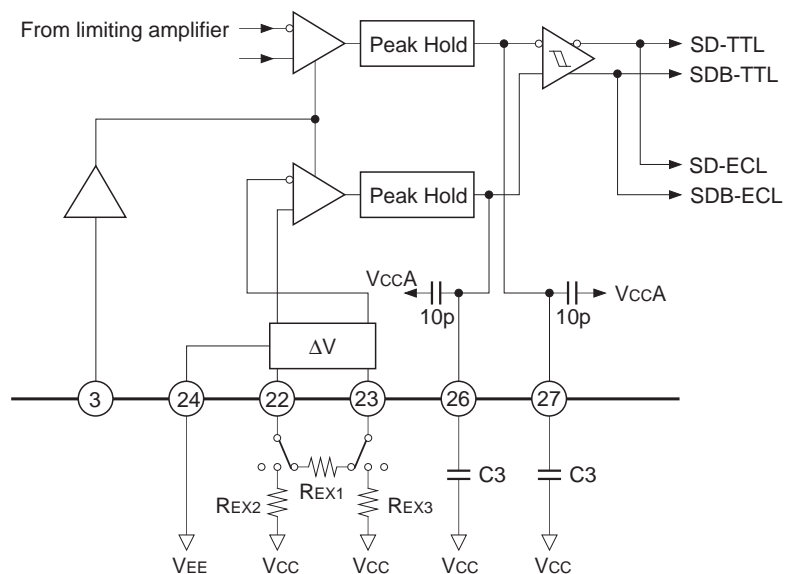 From limiting amplifier
Peak Hold
SD-TTL
SDB-TTL
SD-ECL
SDB-ECL
Peak Hold
VCCA
10p
10p
VCCA
ΔV
3
24
22
23
26
27
REX1
C3
C3
REX2
REX3
VEE
VCC
VCC
VCC
VCC